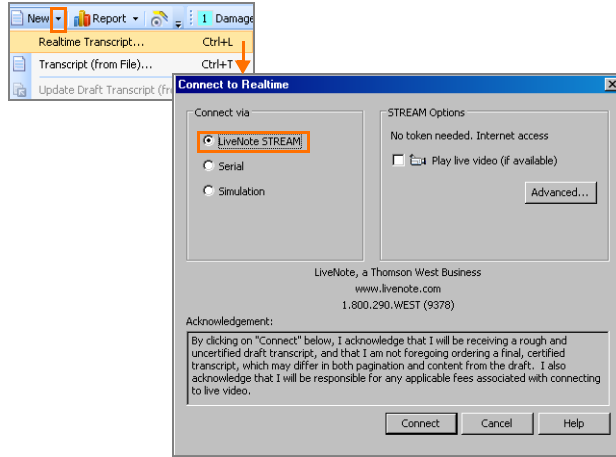 New Report 1 Damage
Realtime Transcript... Ctrl+L
Transcript (from File)... Ctrl+T
Update Draft Transcript (fr
Connect to Realtime
Connect via
LiveNote STREAM
Serial
Simulation
STREAM Options
No token needed. Internet access
Play live video (if available)
Advanced...
LiveNote, a Thomson West Business
www.livenote.com
1.800.290.WEST (9378)
Acknowledgement:
By clicking on "Connect" below, I acknowledge that I will be receiving a rough and
uncertified draft transcript, and that I am not foregoing ordering a final, certified
transcript, which may differ in both pagination and content from the draft. I also
acknowledge that I will be responsible for any applicable fees associated with connecting
to live video.
Connect Cancel Help